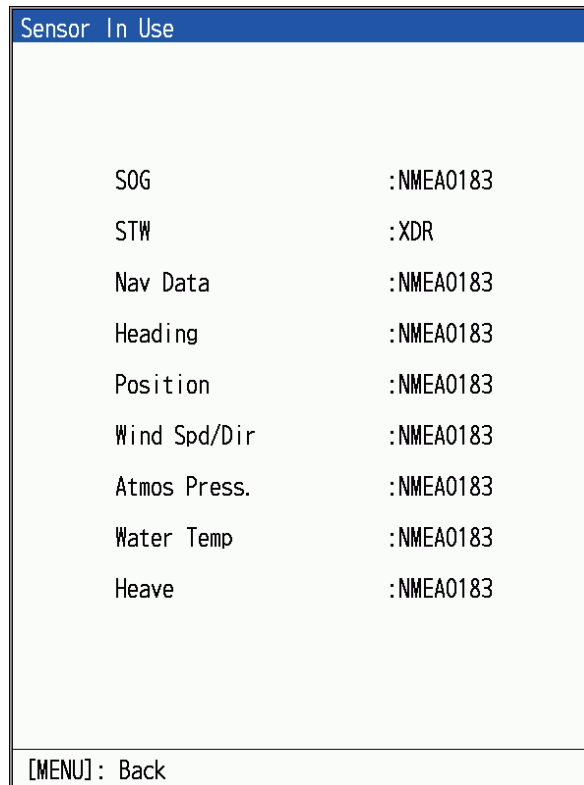 Sensor In Use
SOG :NMEA0183
STW :XDR
Nav Data :NMEA0183
Heading :NMEA0183
Position :NMEA0183
Wind Spd/Dir :NMEA0183
Atmos Press. :NMEA0183
Water Temp :NMEA0183
Heave :NMEA0183
[MENU]: Back